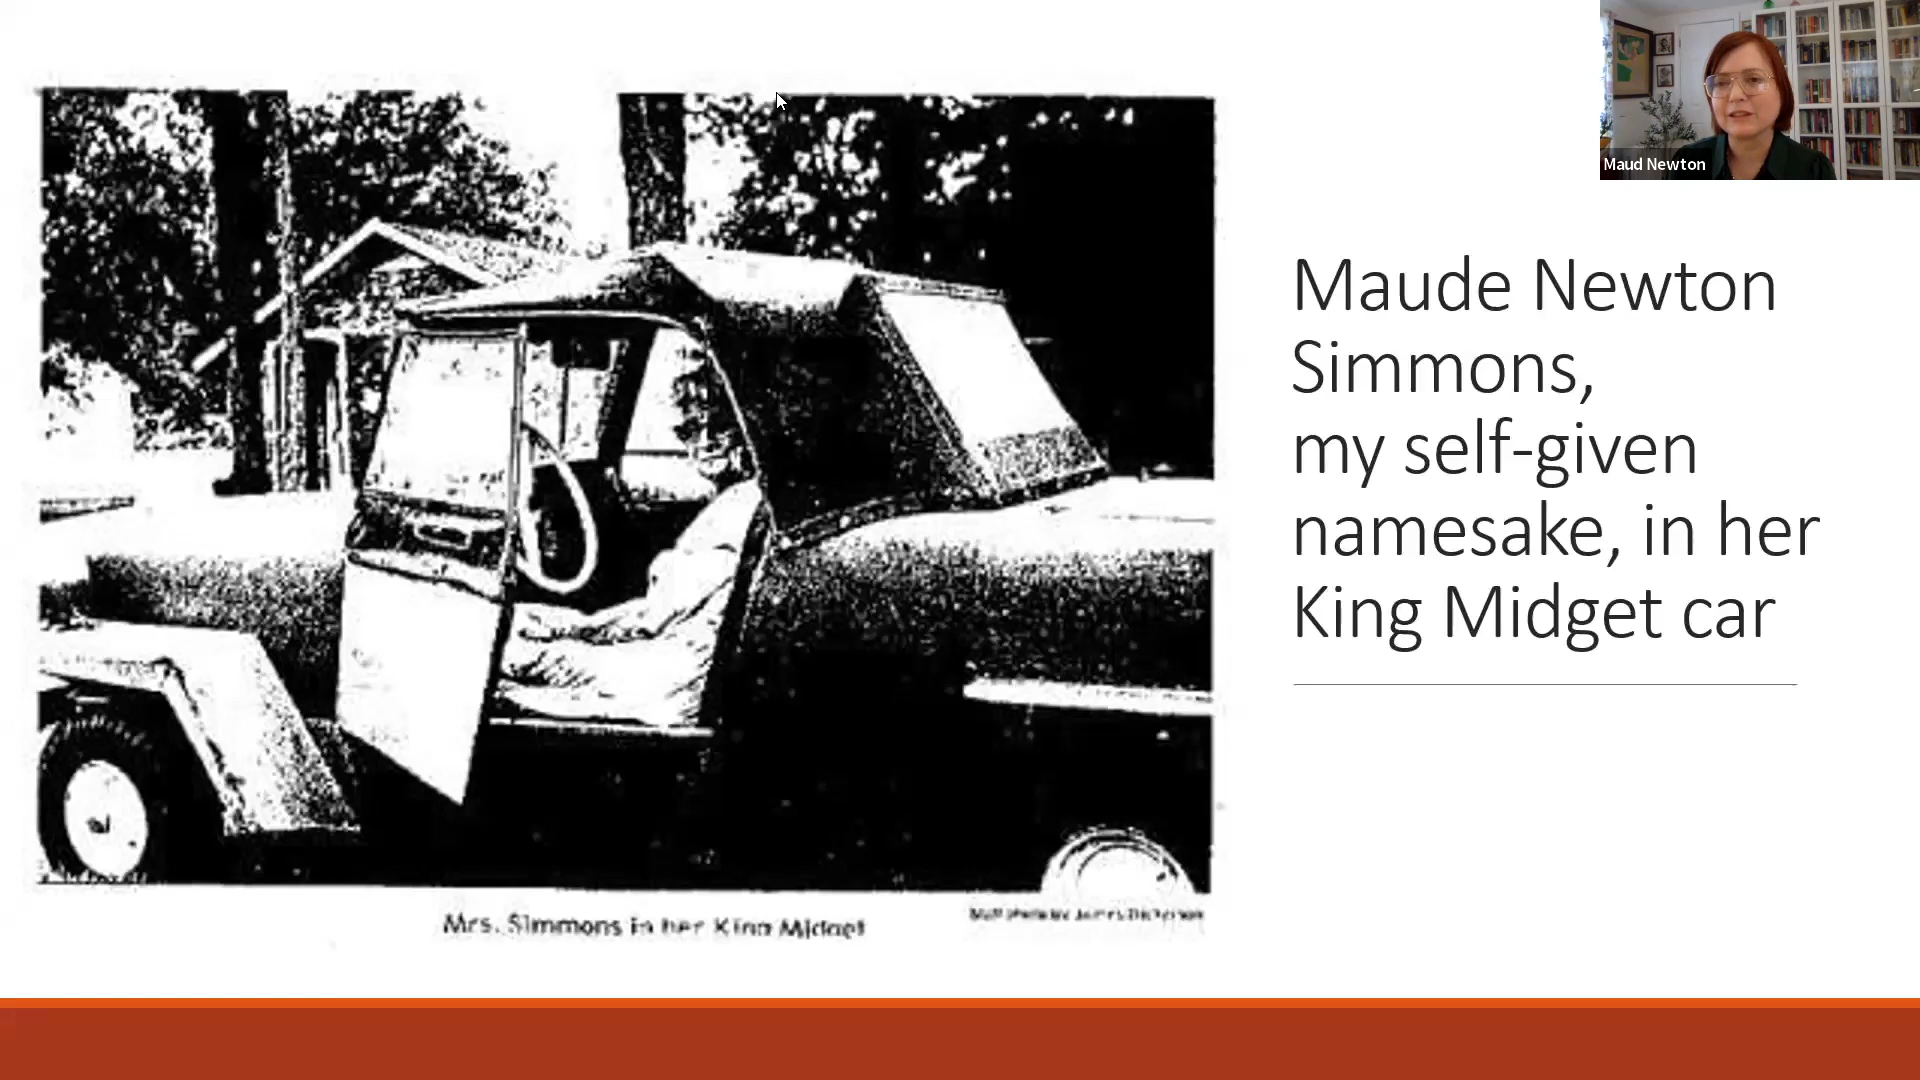 Maud Newton
Maude Newton
Simmons,
my self-given
namesake, in her
King Midget car
Mrs. Simmons in her King Midget